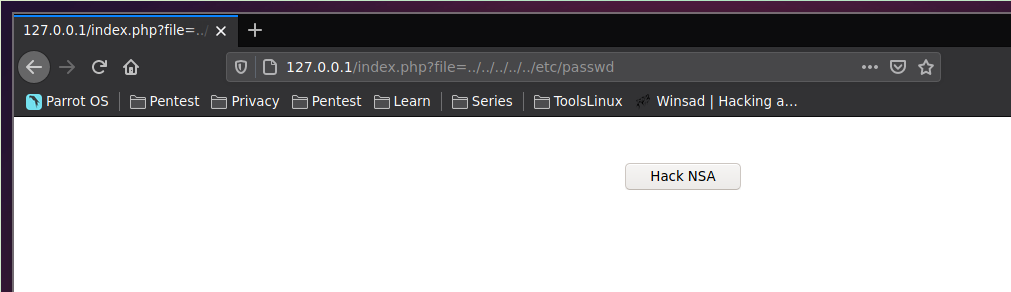 127.0.0.1/index.php?file=../
127.0.0.1/index.php?file=../../../../../etc/passwd
Parrot OS Pentest Privacy Pentest Learn Series ToolsLinux Winsad | Hacking a...
Hack NSA